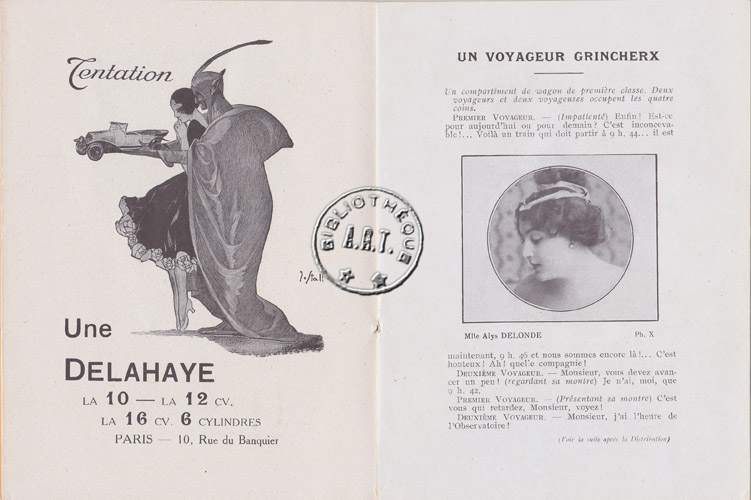 Tentation
Une
DELAHAYE
LA 10 — LA 12 CV.
LA 16 CV. 6 CYLINDRES
PARIS — 10, Rue du Banquier
BIBLIOTHÈQUE
A.R.T.
UN VOYAGEUR GRINCHERX
Un compartiment de wagon de première classe. Deux
voyageurs et deux voyageuses occupent les quatre
coins.
PREMIER VOYAGEUR. — (Impatienté) Enfin! Est-ce
pour aujourd'hui ou pour demain? C'est inconceva-
ble!... Voilà un train qui doit partir à 9 h. 44... il est
Mlle Alys DELONDE
Ph. X
maintenant, 9 h. 46 et nous sommes encore là!... C'est
honteux! Ah! quel'e compagnie!
DEUXIÈME VOYAGEUR. — Monsieur, vous devez avan-
cer un peu! (regardant sa montre) Je n'ai, moi, que
9 h. 42.
PREMIER VOYAGEUR. — (Présentant sa montre) C'est
vous qui retardez, Monsieur, voyez!
DEUXIÈME VOYAGEUR. — Monsieur, j'ai l'heure de
l'Observatoire!
(Voir la suite après la Distribution)